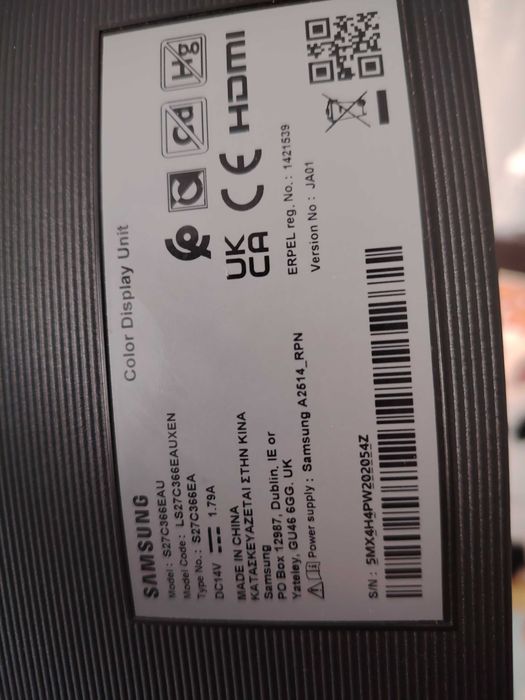 SAMSUNG
Color Display Unit
Model : S27C366EAU
Model Code: LS27C366EAUXEN
Type No.: S27C366EA
DC14V 1.79A
MADE IN CHINA
ΚΑΤΑΣΚΕΥΑΖΕΤΑΙ ΣΤΗΝ ΚΙΝΑ
Samsung
PO Box 12987, Dublin. IE or
Yateley, GU46 6GG. UK
Power supply : Samsung A2514_RPN
Cd
Hg
UK
CA
CE
HDMI
ERPEL reg. No.: 1421539
Version No : JA01
S/N : 5MX4H4PW202054Z